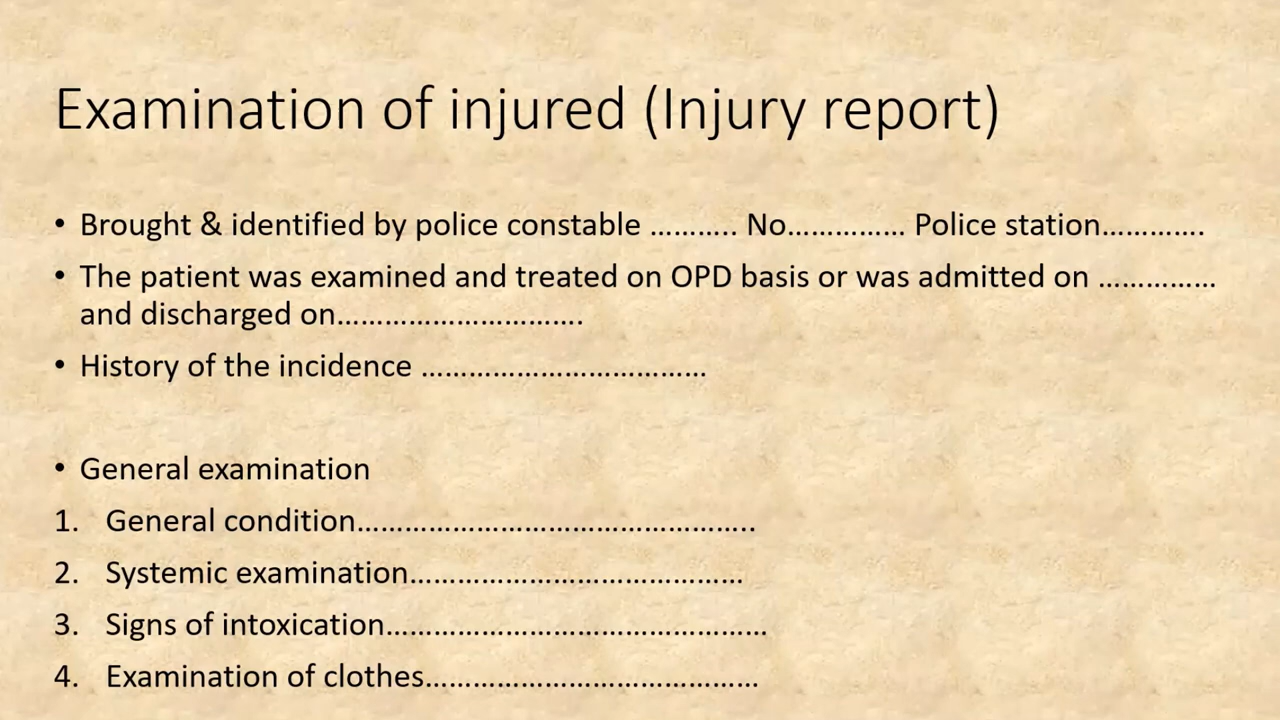 Examination of injured (Injury report)
• Brought & identified by police constable ……….. No…………… Police station………….
• The patient was examined and treated on OPD basis or was admitted on ……………
and discharged on………………………….
• History of the incidence ………………………………
• General examination
1. General condition…………………………………………..
2. Systemic examination……………………………………
3. Signs of intoxication…………………………………………
4. Examination of clothes……………………………………